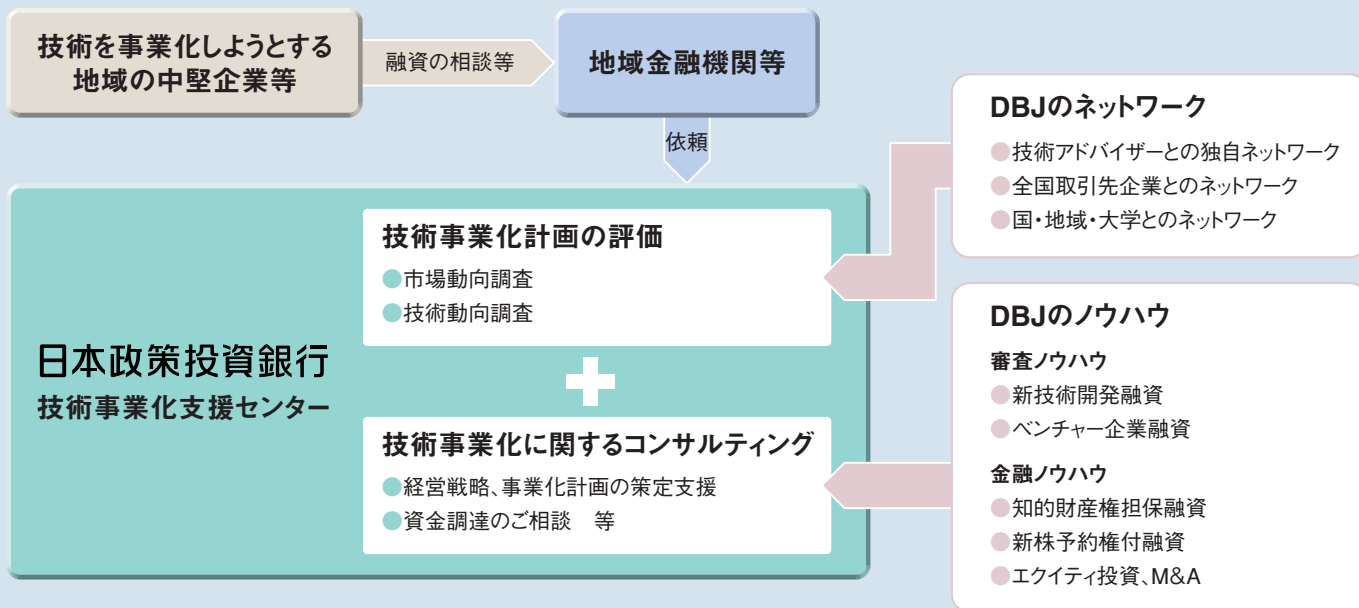 技術を事業化しようとする
地域の中堅企業等
融資の相談等
地域金融機関等
依頼
日本政策投資銀行
技術事業化支援センター
技術事業化計画の評価
●市場動向調査
●技術動向調査
+
技術事業化に関するコンサルティング
●経営戦略、事業化計画の策定支援
●資金調達のご相談　等
DBJのネットワーク
●技術アドバイザーとの独自ネットワーク
●全国取引先企業とのネットワーク
●国・地域・大学とのネットワーク
DBJのノウハウ
審査ノウハウ
●新技術開発融資
●ベンチャー企業融資
金融ノウハウ
●知的財産権担保融資
●新株予約権付融資
●エクイティ投資、M&A